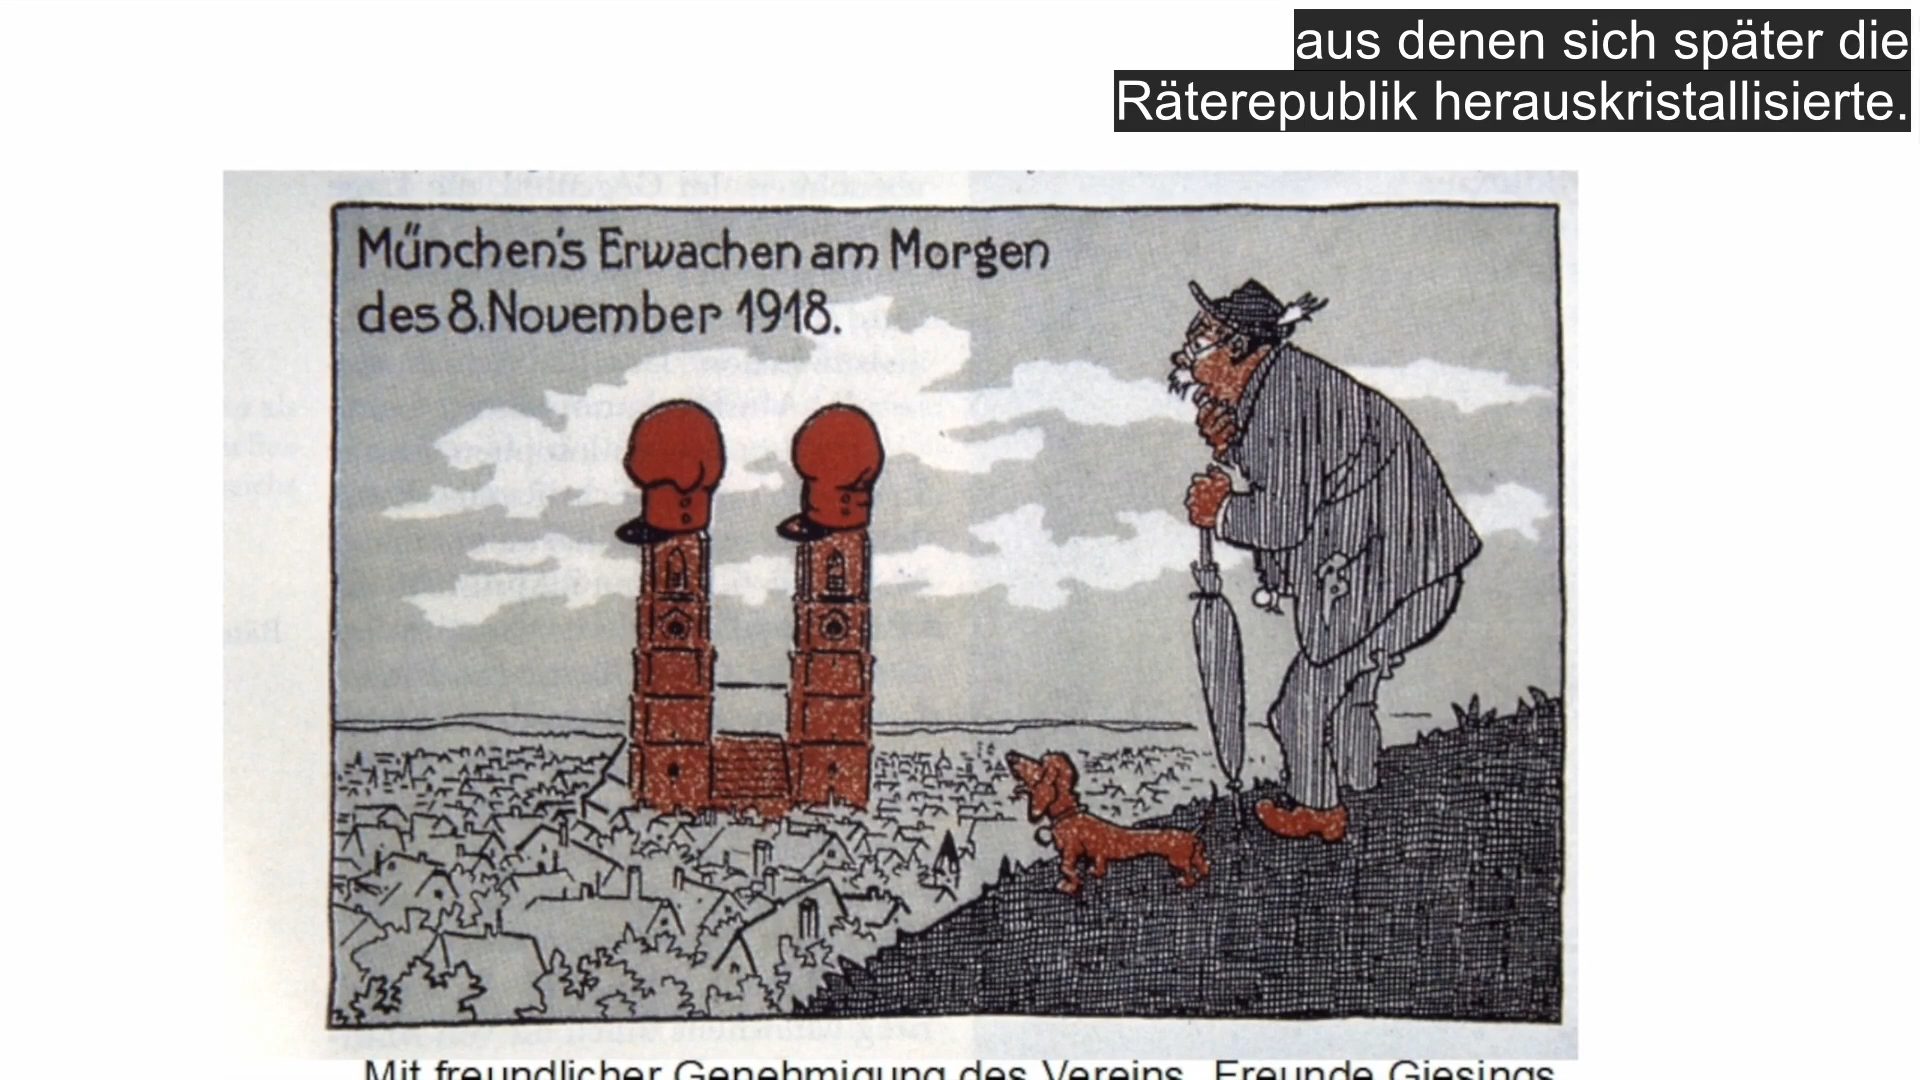 aus denen sich später die
Räterepublik herauskristallisierte.
München's Erwachen am Morgen
des 8. November 1918.
Mit freundlicher Genehmigung des Vereins „Freunde Giesings